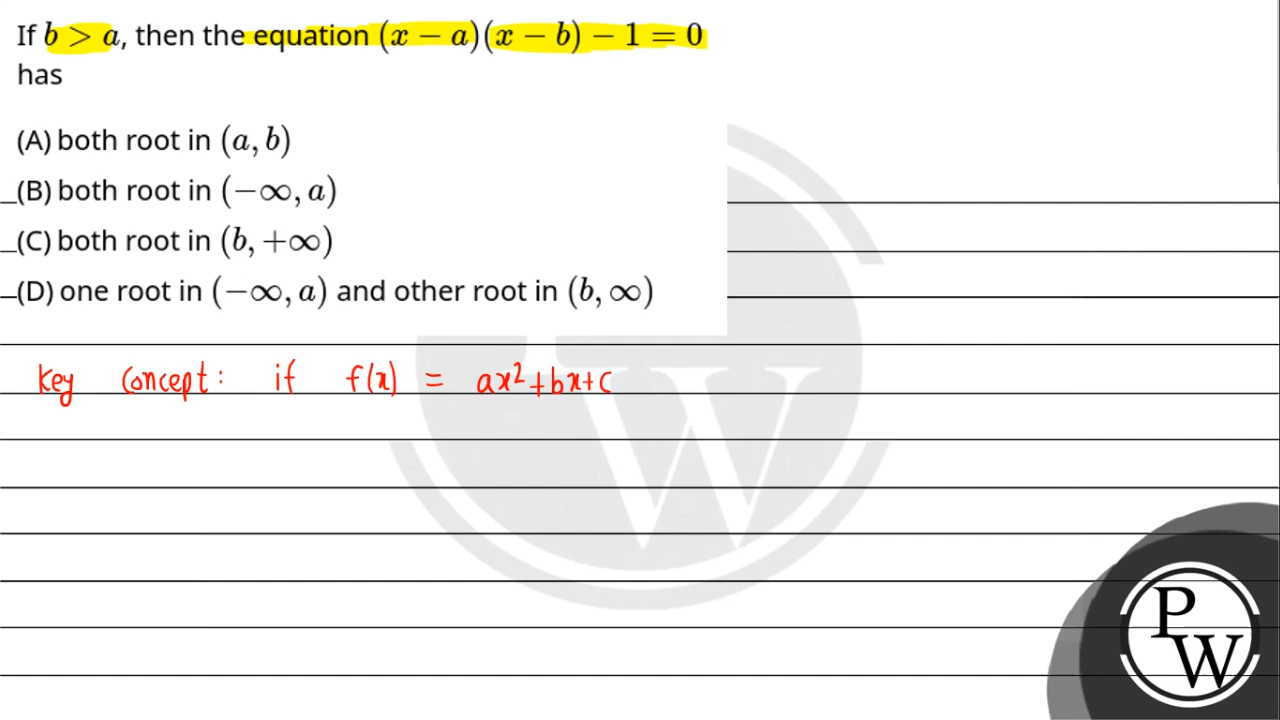 If b > a, then the equation (x − a)(x − b) − 1 = 0
has
(A) both root in (a, b)
(B) both root in (−∞, a)
(C) both root in (b, +∞)
(D) one root in (−∞, a) and other root in (b, ∞)
Key concept: if f(x) = ax²+bx+c
P
W